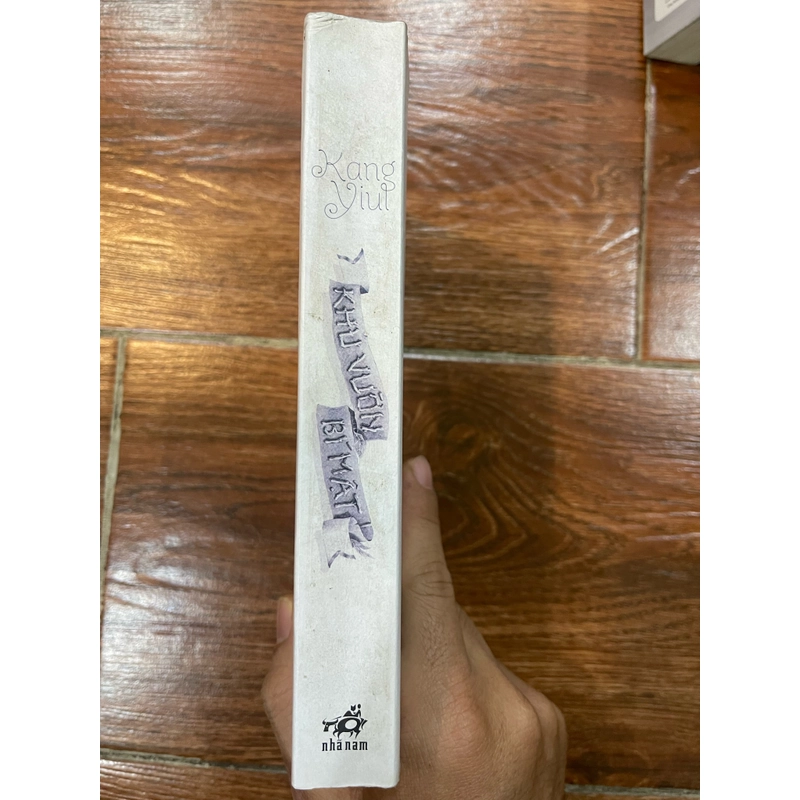 Kang
Yiul
KHU VƯỜN
BÍ MẬT
nhã nam